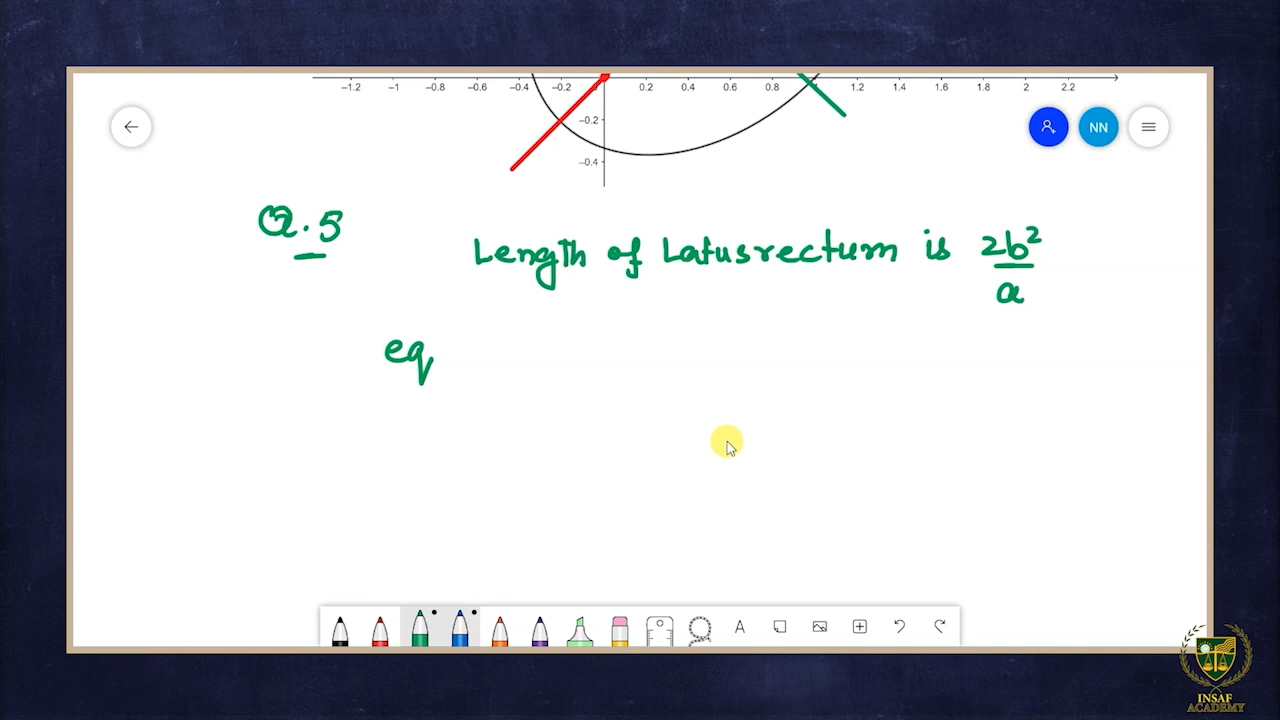 −1.2 −1 −0.8 −0.6 −0.4 −0.2 0.2 0.4 0.6 0.8 1.2 1.4 1.6 1.8 2 2.2
−0.2
−0.4
NN
Q.5
Length of Latusrectum is 2b²/a
eq
A
INSAF
ACADEMY